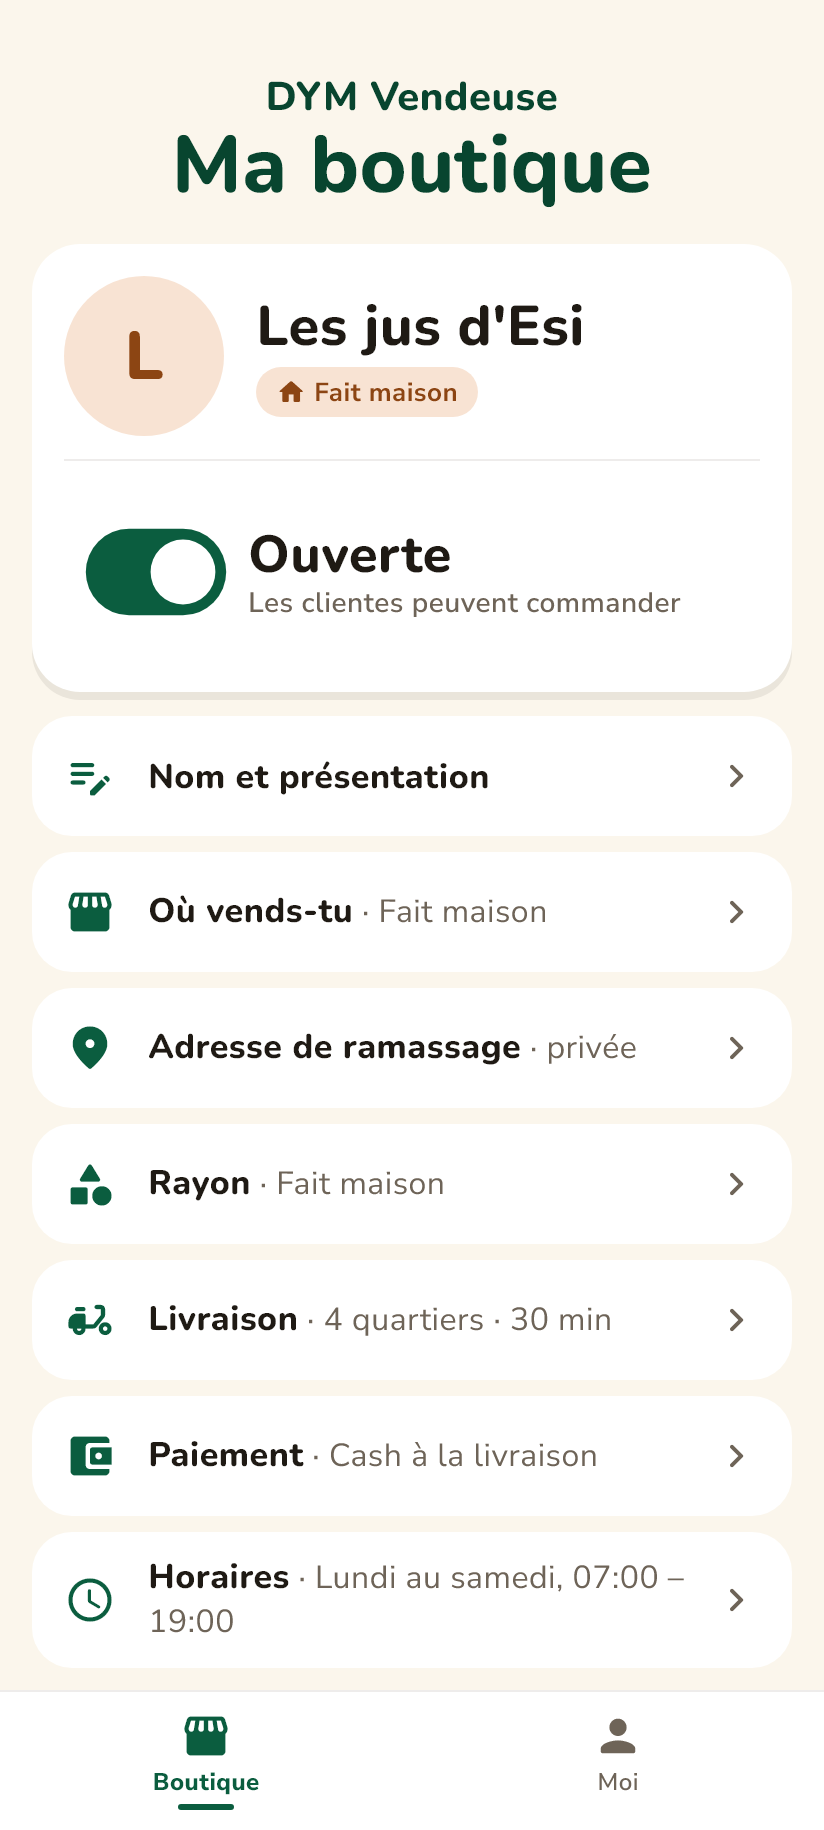 DYM Vendeuse
Ma boutique
L
Les jus d'Esi
Fait maison
Ouverte
Les clientes peuvent commander
Nom et présentation
Où vends-tu · Fait maison
Adresse de ramassage · privée
Rayon · Fait maison
Livraison · 4 quartiers · 30 min
Paiement · Cash à la livraison
Horaires · Lundi au samedi, 07:00 –
19:00
Boutique
Moi